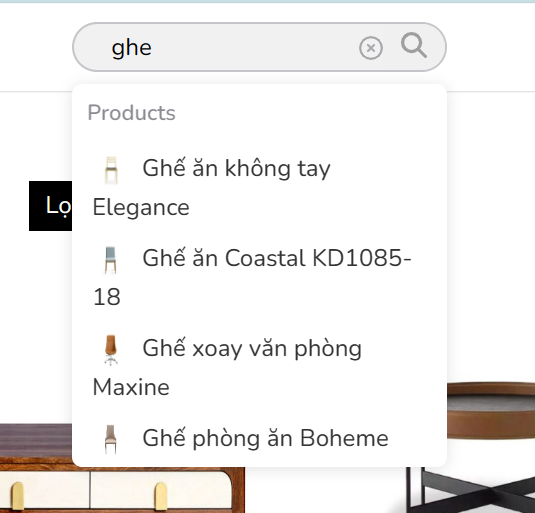 ghe
Products
Ghế ăn không tay
Elegance
Lọ
Ghế ăn Coastal KD1085-
18
Ghế xoay văn phòng
Maxine
Ghế phòng ăn Boheme